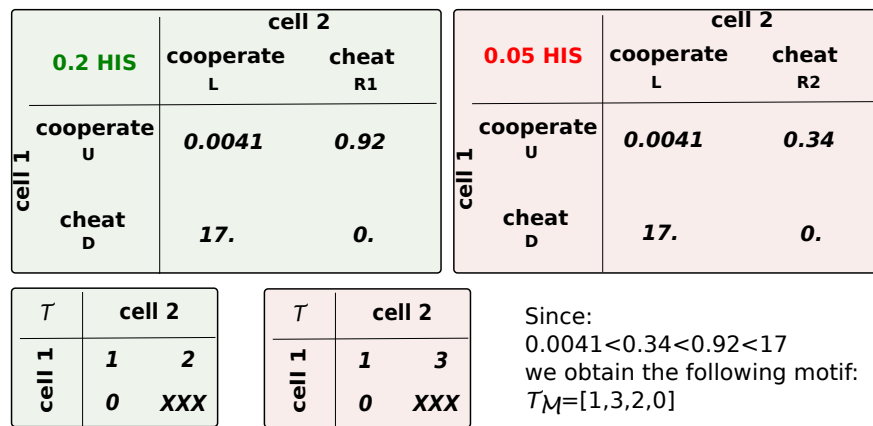 cell 2
0.2 HIS cooperate cheat
L R1
cell 1
cooperate 0.0041 0.92
U
cheat 17. 0.
D
cell 2
0.05 HIS cooperate cheat
L R2
cell 1
cooperate 0.0041 0.34
U
cheat 17. 0.
D
T cell 2
cell 1
1 2
0 XXX
T cell 2
cell 1
1 3
0 XXX
Since:
0.0041<0.34<0.92<17
we obtain the following motif:
TM=[1,3,2,0]